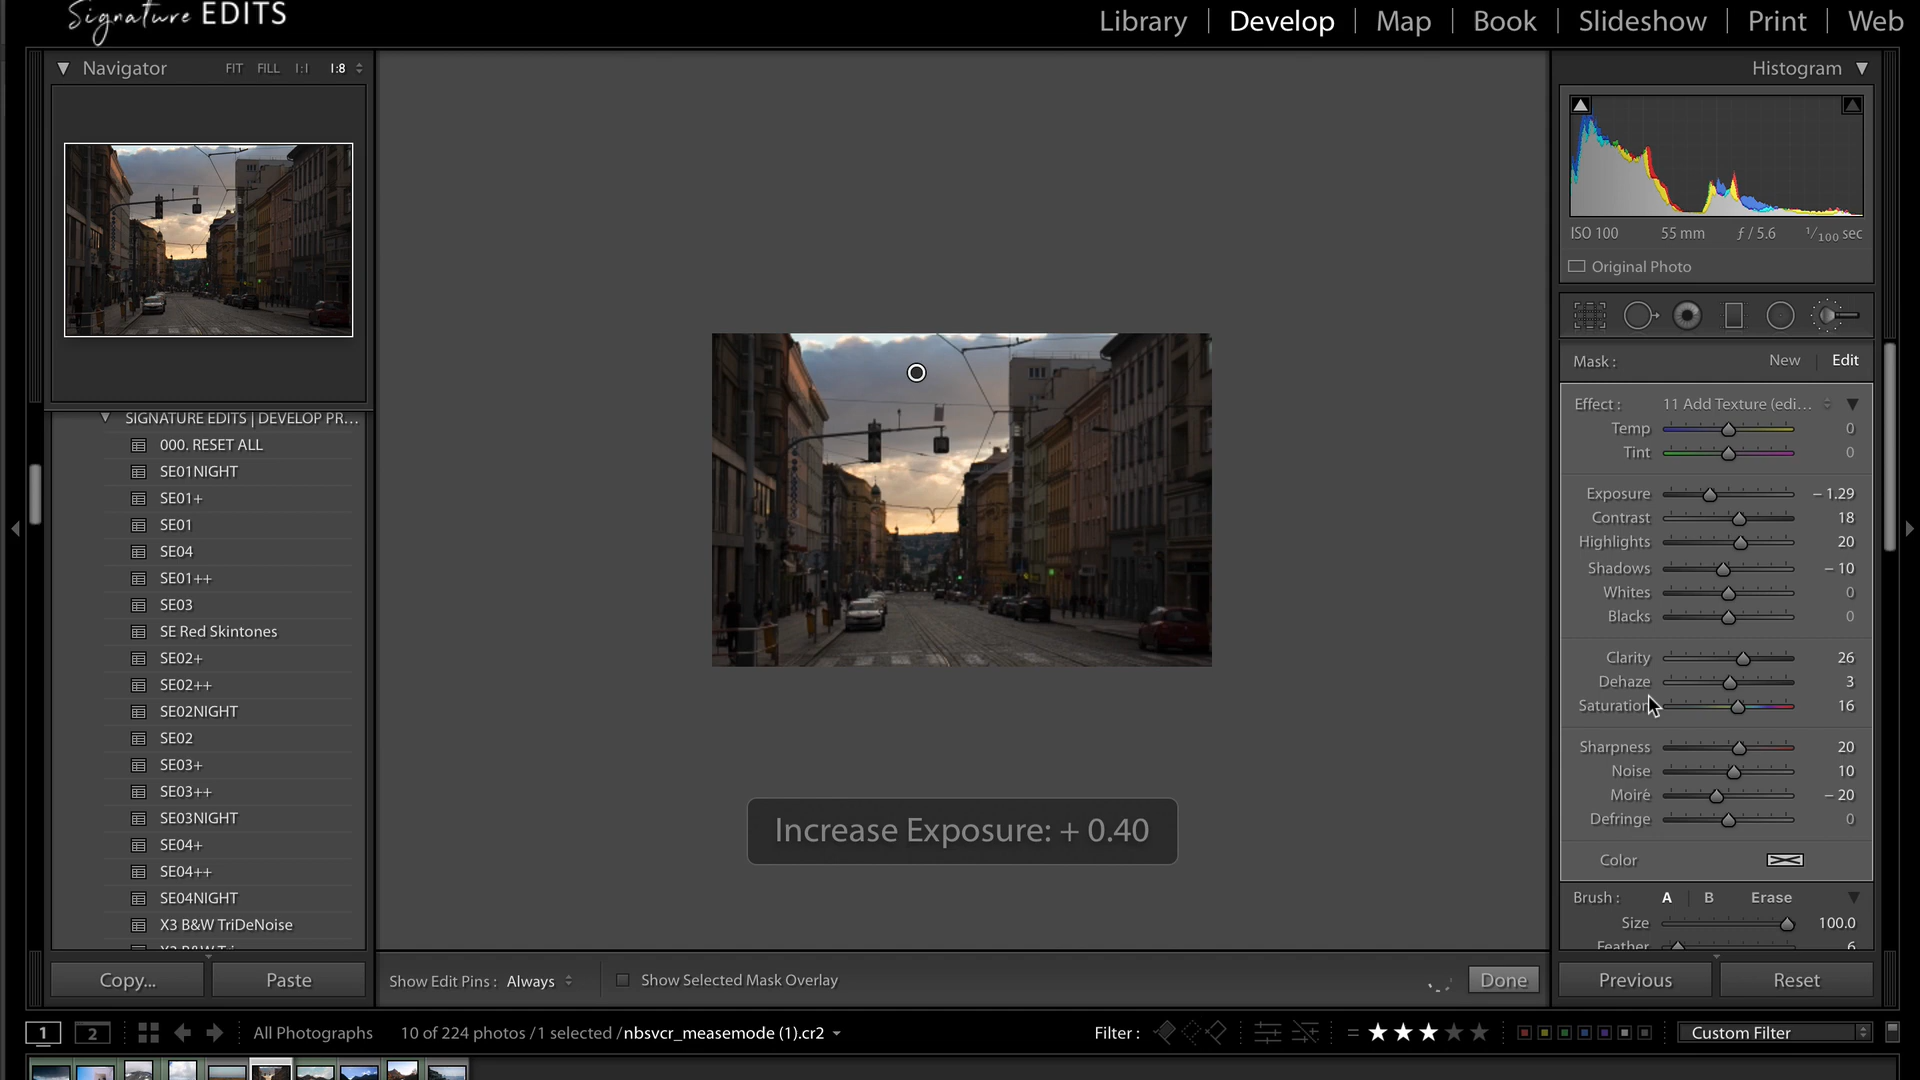 Signature EDITS
Library | Develop | Map | Book | Slideshow | Print | Web
Navigator FIT FILL 1:1 1:8
Histogram
ISO 100 55 mm ƒ / 5.6 1/100 sec
Original Photo
Mask : New | Edit
Effect : 11 Add Texture (edi...
Temp 0
Tint 0
Exposure – 1.29
Contrast 18
Highlights 20
Shadows – 10
Whites 0
Blacks 0
Clarity 26
Dehaze 3
Saturation 16
Sharpness 20
Noise 10
Moiré – 20
Defringe 0
Color
Brush : A | B Erase
Size 100.0
Feather 6
SIGNATURE EDITS | DEVELOP PR...
000. RESET ALL
SE01NIGHT
SE01+
SE01
SE04
SE01++
SE03
SE Red Skintones
SE02+
SE02++
SE02NIGHT
SE02
SE03+
SE03++
SE03NIGHT
SE04+
SE04++
SE04NIGHT
X3 B&W TriDeNoise
Increase Exposure: + 0.40
Copy... Paste
Show Edit Pins : Always Show Selected Mask Overlay Done
Previous Reset
1 2 All Photographs 10 of 224 photos /1 selected /nbsvcr_measemode (1).cr2 Filter : Custom Filter